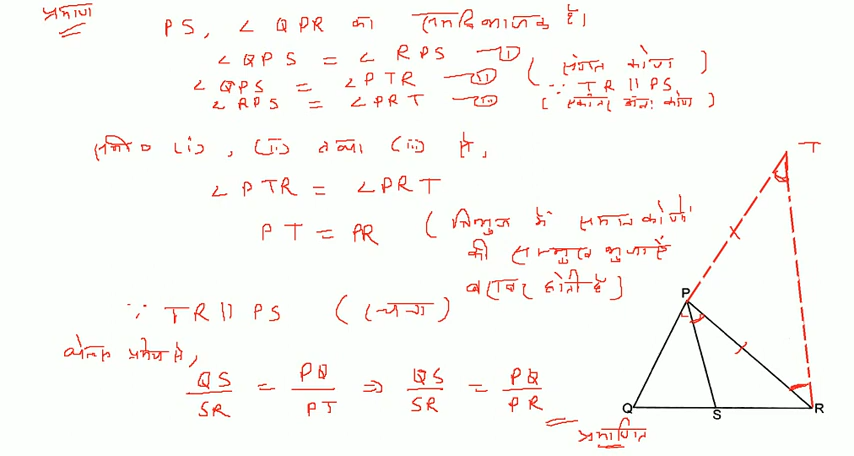 प्रमाण
PS, ∠QPR का समद्विभाजक है।
∠QPS = ∠RPS —(i)
∠QPS = ∠PTR —(ii) (संगत कोण)
∵ TR || PS
∠RPS = ∠PRT —(iii) (एकांतर अंतः कोण)
समी० (i), (ii) तथा (iii) से,
∠PTR = ∠PRT
PT = PR (त्रिभुज में समान कोणों
की सम्मुख भुजाएँ
बराबर होती है)
∵ TR || PS (रचना)
थेल्स प्रमेय से,
QS/SR = PQ/PT ⇒ QS/SR = PQ/PR
प्रमाणित
T
P
Q
S
R